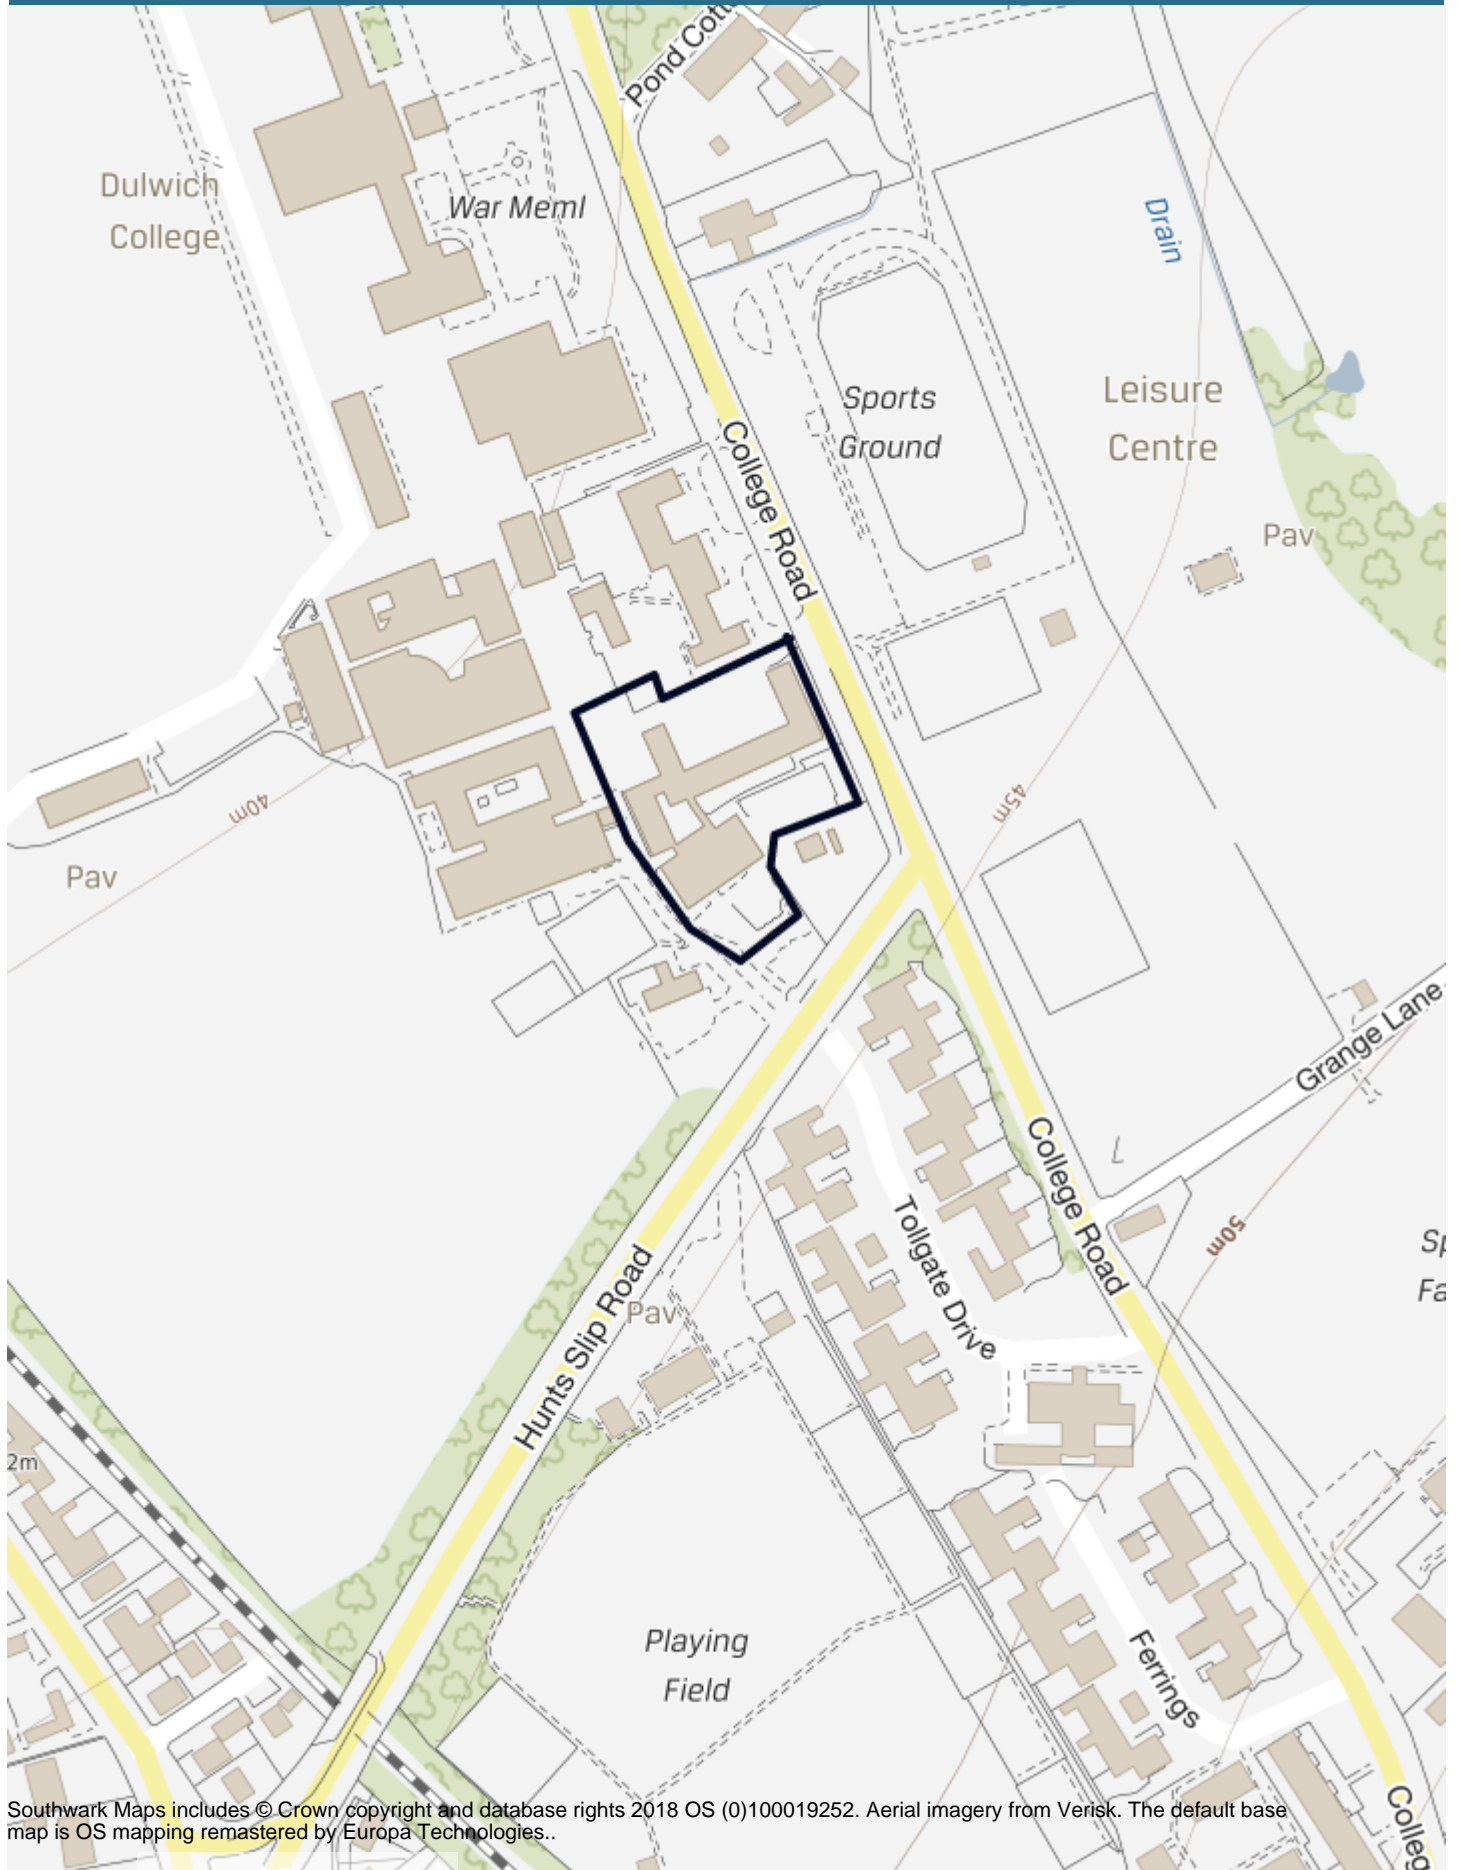 Pond Cott
Dulwich
College
War Meml
Drain
Sports
Ground
Leisure
Centre
College Road
Pav
40m
45m
Pav
Grange Lane
College Road
50m
Tollgate Drive
Sp
Fa
Hunts Slip Road
Pav
2m
Playing
Field
Ferrings
Colleg
Southwark Maps includes © Crown copyright and database rights 2018 OS (0)100019252. Aerial imagery from Verisk. The default base
map is OS mapping remastered by Europa Technologies..